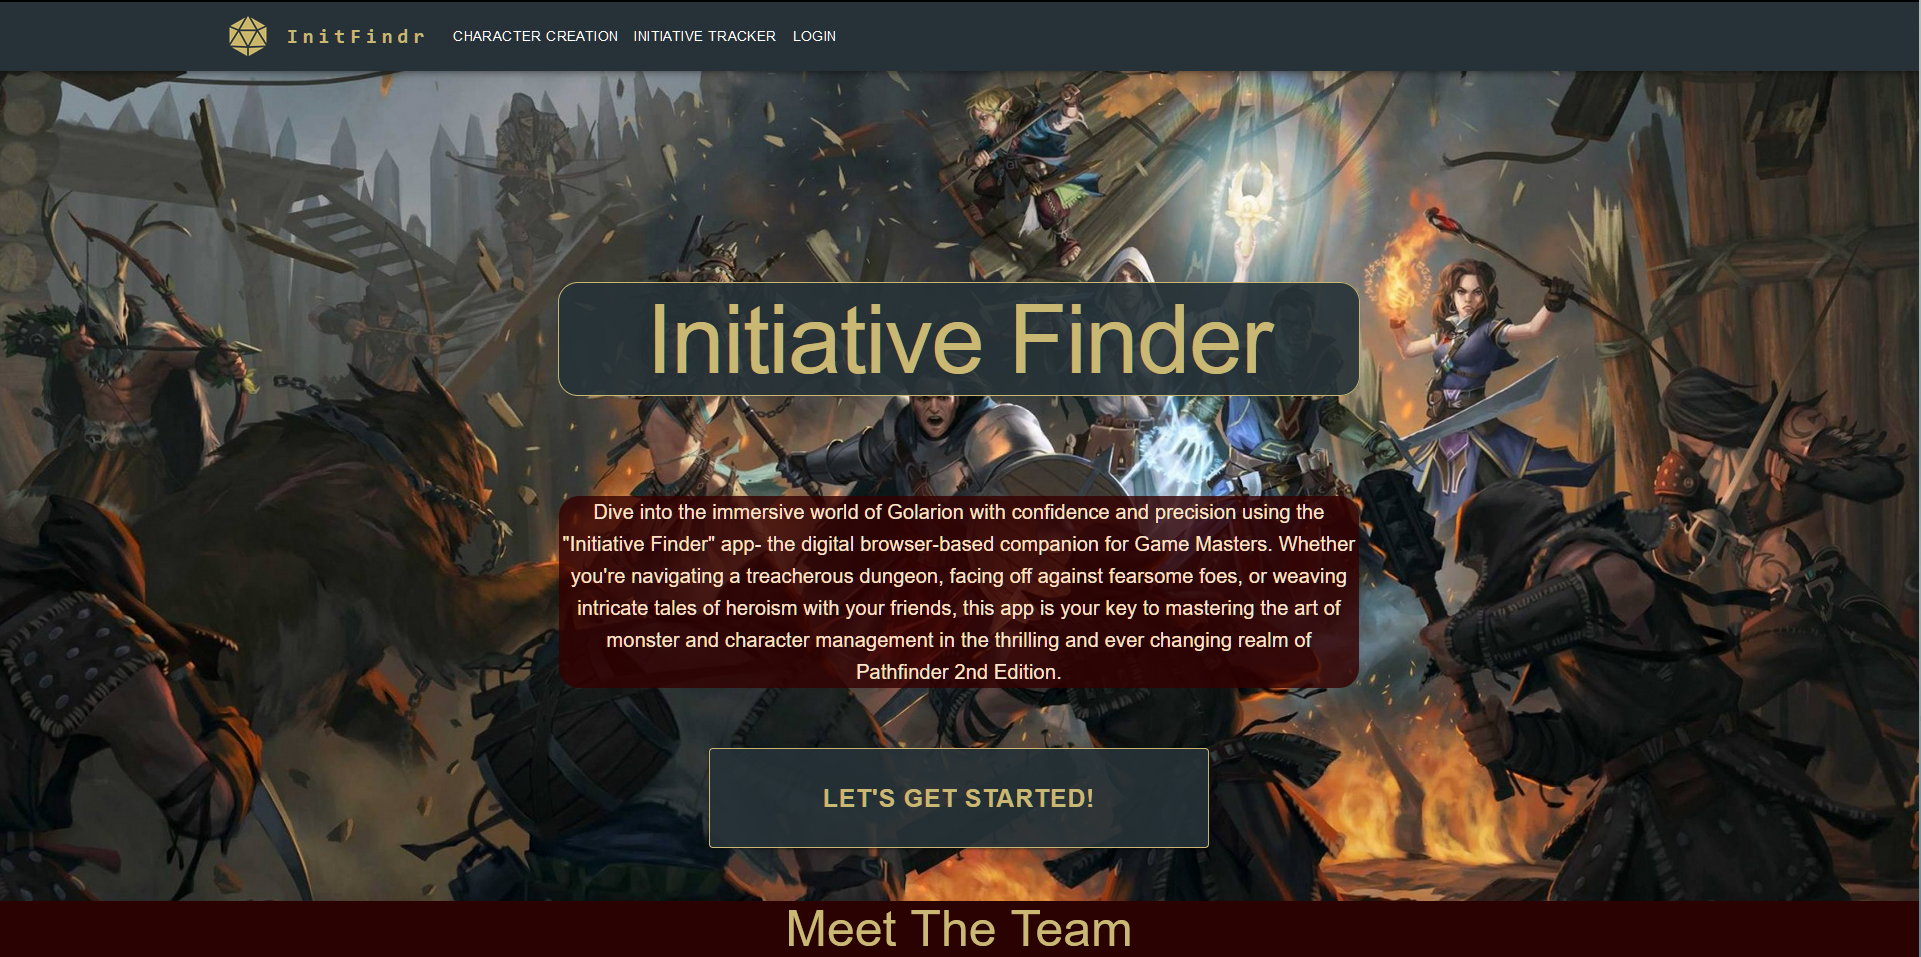 InitFindr CHARACTER CREATION INITIATIVE TRACKER LOGIN
Initiative Finder
Dive into the immersive world of Golarion with confidence and precision using the
"Initiative Finder" app- the digital browser-based companion for Game Masters. Whether
you're navigating a treacherous dungeon, facing off against fearsome foes, or weaving
intricate tales of heroism with your friends, this app is your key to mastering the art of
monster and character management in the thrilling and ever changing realm of
Pathfinder 2nd Edition.
LET'S GET STARTED!
Meet The Team